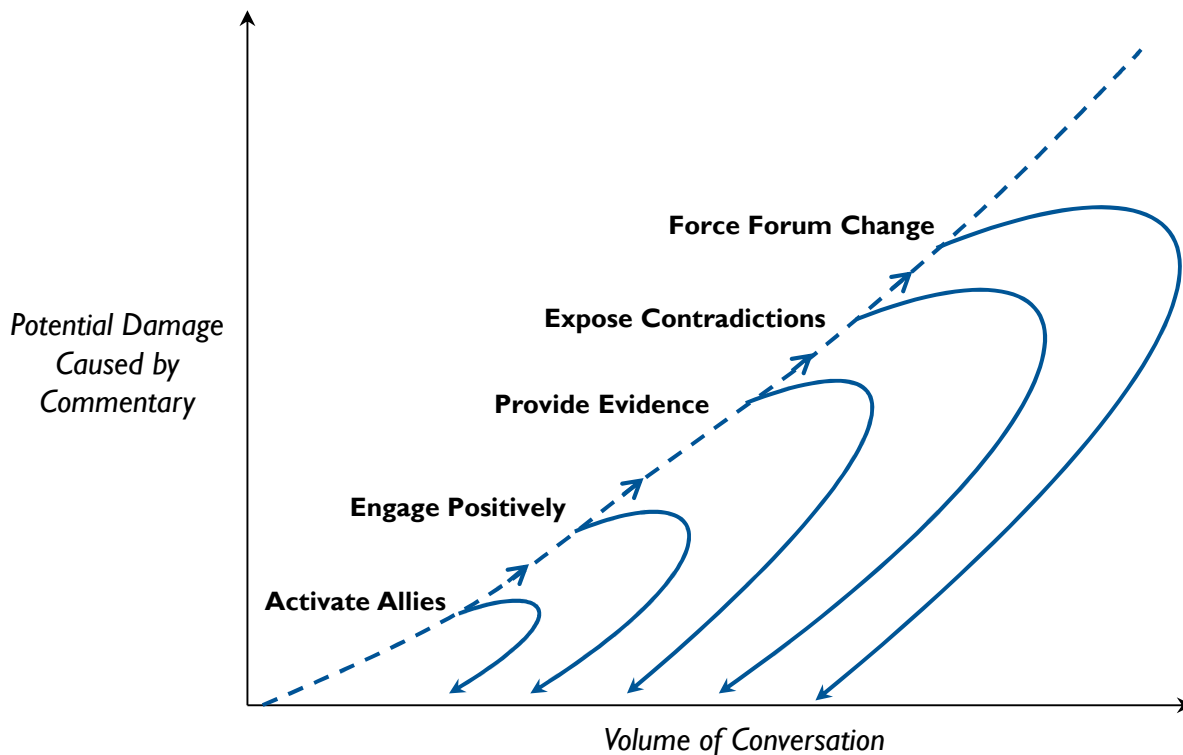 Force Forum Change
Expose Contradictions
Potential Damage
Caused by
Commentary
Provide Evidence
Engage Positively
Activate Allies
Volume of Conversation